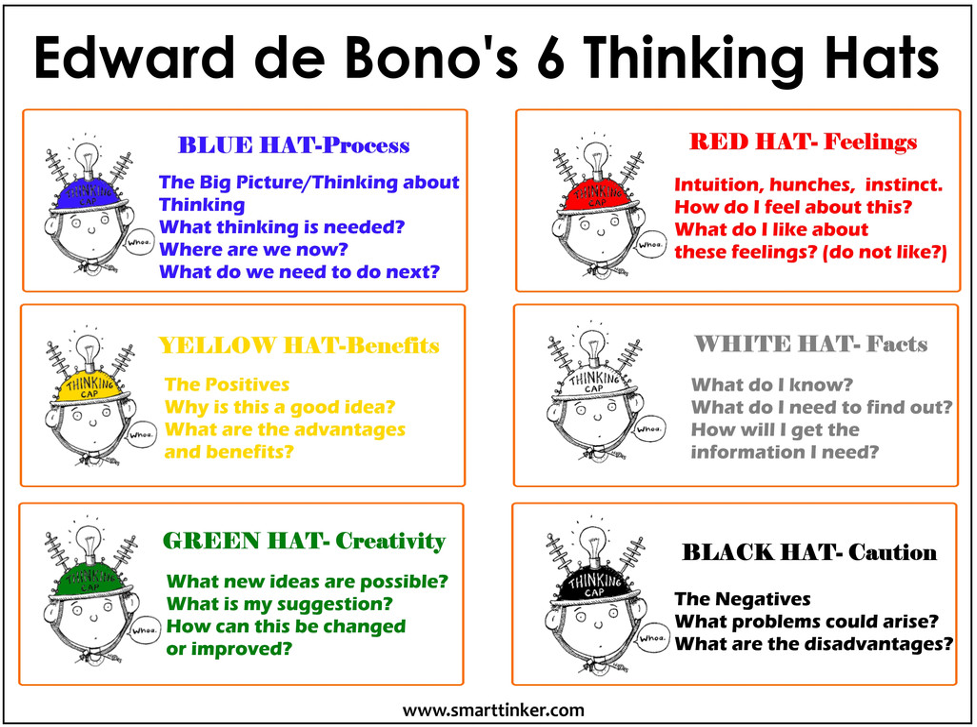 Edward de Bono's 6 Thinking Hats
BLUE HAT-Process
The Big Picture/Thinking about
Thinking
What thinking is needed?
Where are we now?
What do we need to do next?
THINKING
CAP
Whoa.
RED HAT- Feelings
Intuition, hunches, instinct.
How do I feel about this?
What do I like about
these feelings? (do not like?)
THINKING
CAP
Whoa.
YELLOW HAT-Benefits
The Positives
Why is this a good idea?
What are the advantages
and benefits?
THINKING
CAP
Whoa.
WHITE HAT- Facts
What do I know?
What do I need to find out?
How will I get the
information I need?
THINKING
CAP
Whoa.
GREEN HAT- Creativity
What new ideas are possible?
What is my suggestion?
How can this be changed
or improved?
THINKING
CAP
Whoa.
BLACK HAT- Caution
The Negatives
What problems could arise?
What are the disadvantages?
THINKING
CAP
Whoa.
www.smarttinker.com